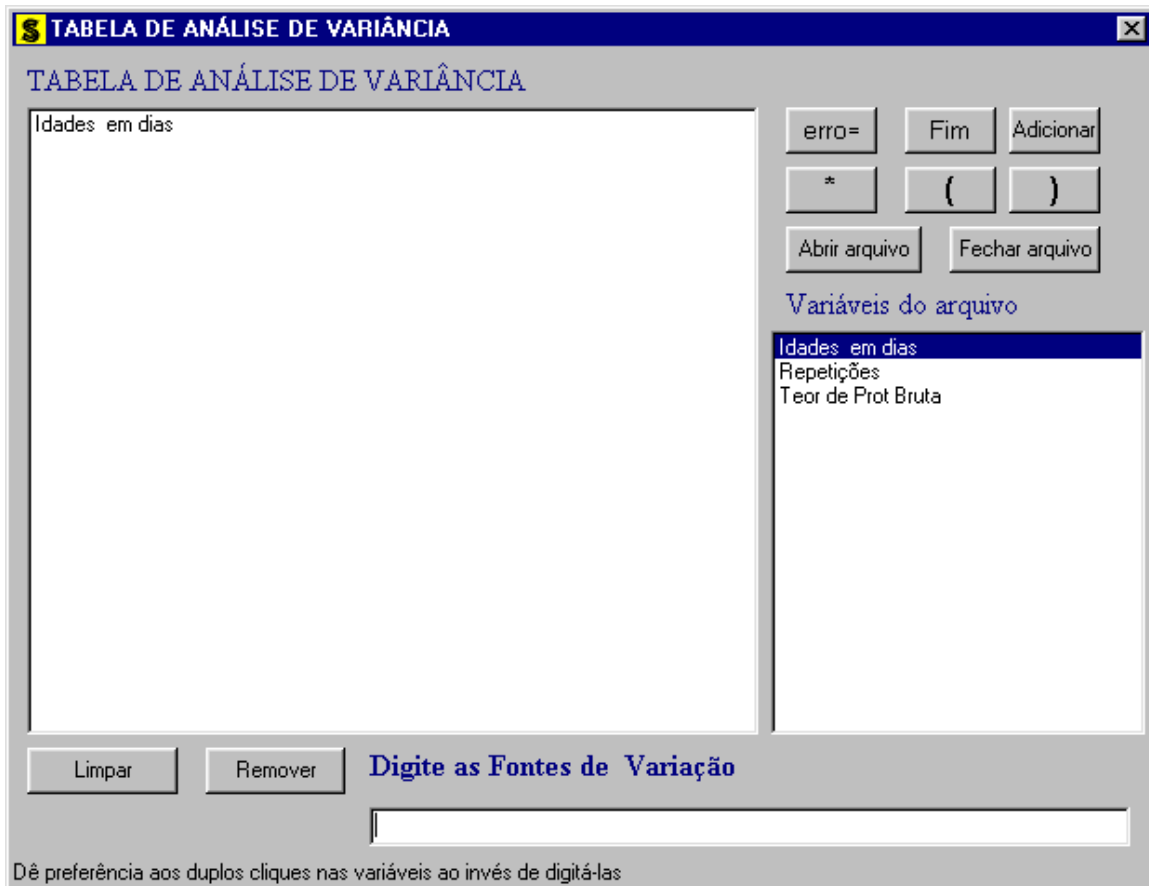 S TABELA DE ANÁLISE DE VARIÂNCIA
TABELA DE ANÁLISE DE VARIÂNCIA
Idades em dias
erro= Fim Adicionar
* ( )
Abrir arquivo Fechar arquivo
Variáveis do arquivo
Idades em dias
Repetições
Teor de Prot Bruta
Limpar Remover Digite as Fontes de Variação
Dê preferência aos duplos cliques nas variáveis ao invés de digitá-las